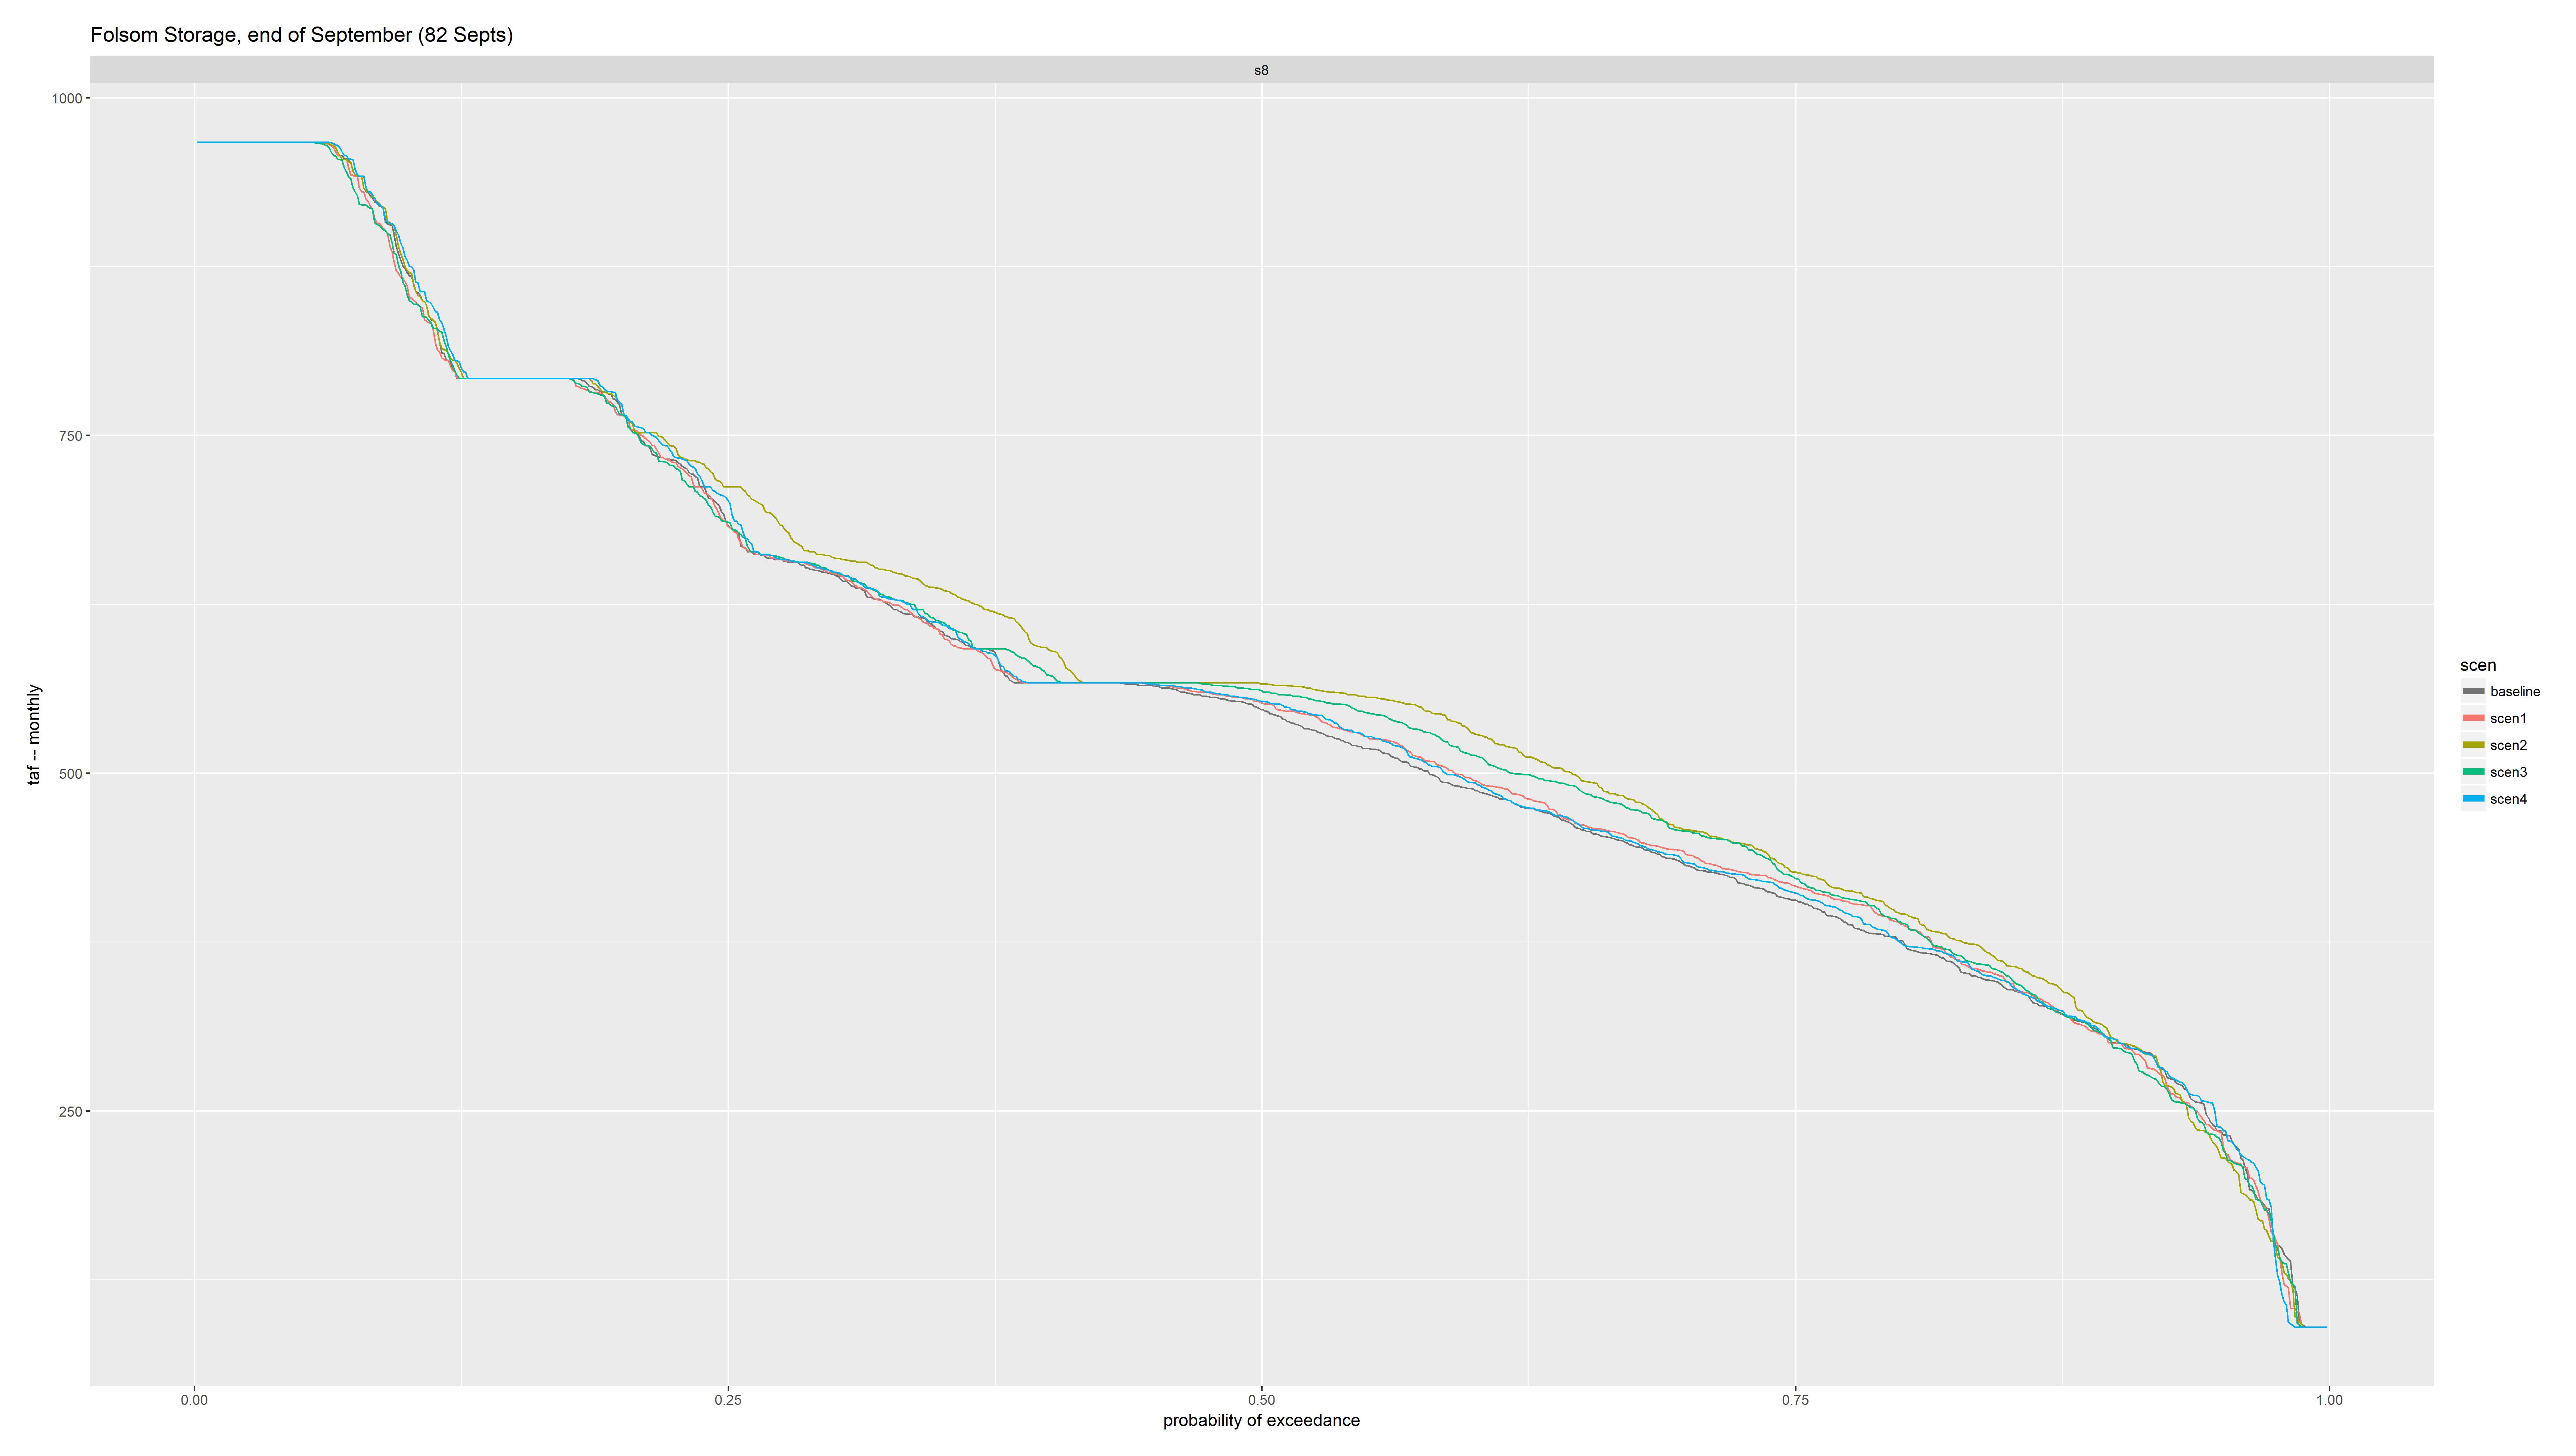 Folsom Storage, end of September (82 Septs)
s8
1000
750
500
250
taf -- monthly
0.00
0.25
0.50
0.75
1.00
probability of exceedance
scen
baseline
scen1
scen2
scen3
scen4